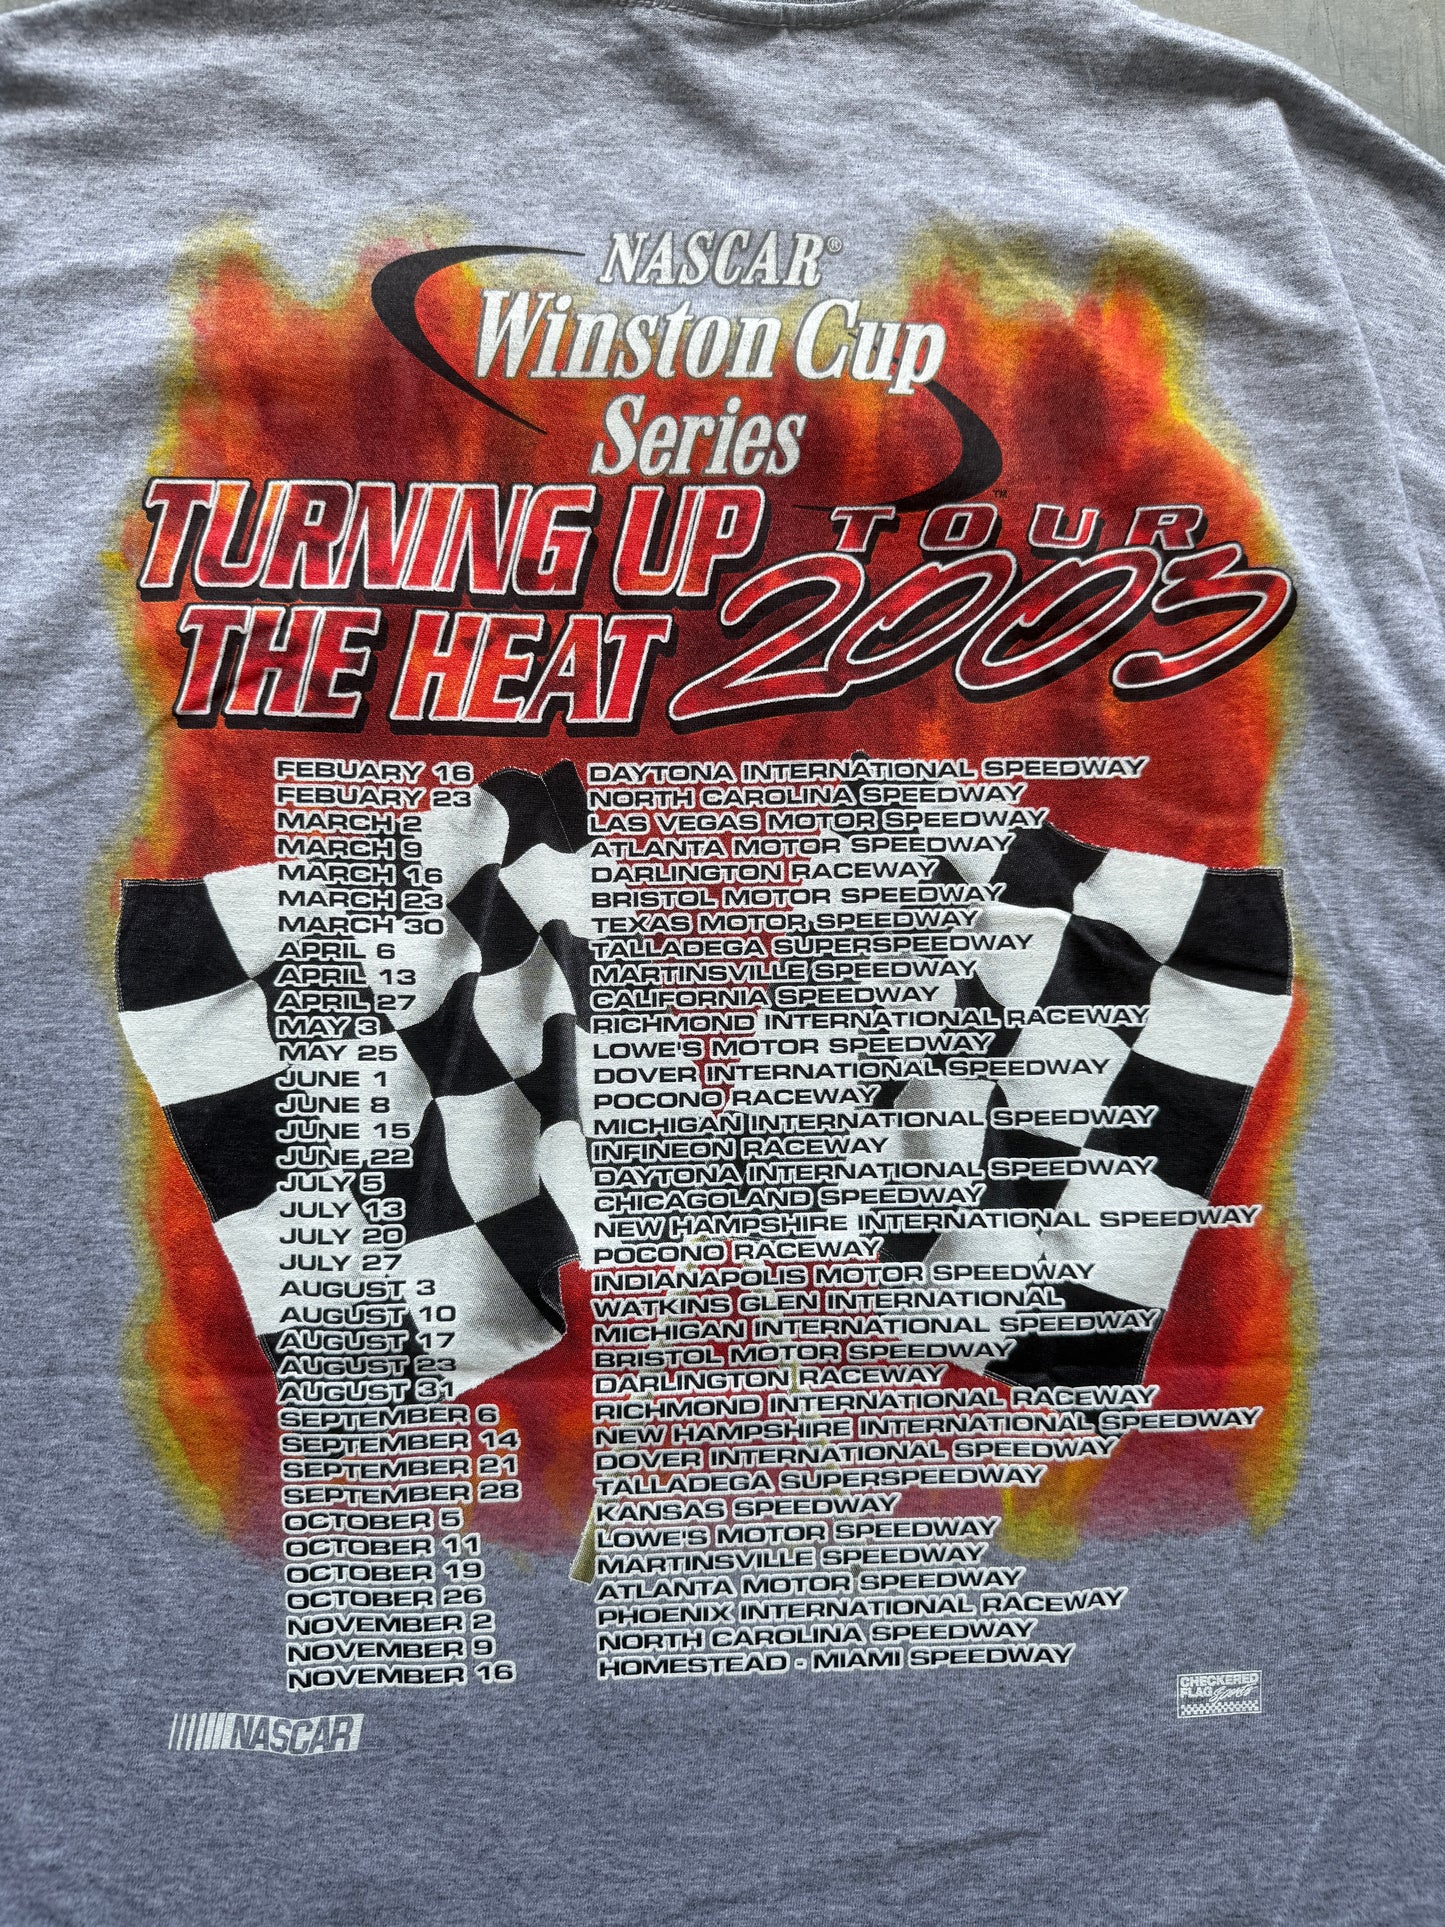 NASCAR®
Winston Cup
Series
TM
TURNING UP
THE HEAT
TOUR
2003
FEBUARY 16 DAYTONA INTERNATIONAL SPEEDWAY
FEBUARY 23 NORTH CAROLINA SPEEDWAY
MARCH 2 LAS VEGAS MOTOR SPEEDWAY
MARCH 9 ATLANTA MOTOR SPEEDWAY
MARCH 16 DARLINGTON RACEWAY
MARCH 23 BRISTOL MOTOR SPEEDWAY
MARCH 30 TEXAS MOTOR SPEEDWAY
APRIL 6 TALLADEGA SUPERSPEEDWAY
APRIL 13 MARTINSVILLE SPEEDWAY
APRIL 27 CALIFORNIA SPEEDWAY
MAY 3 RICHMOND INTERNATIONAL RACEWAY
MAY 25 LOWE'S MOTOR SPEEDWAY
JUNE 1 DOVER INTERNATIONAL SPEEDWAY
JUNE 8 POCONO RACEWAY
JUNE 15 MICHIGAN INTERNATIONAL SPEEDWAY
JUNE 22 INFINEON RACEWAY
JULY 5 DAYTONA INTERNATIONAL SPEEDWAY
JULY 13 CHICAGOLAND SPEEDWAY
JULY 20 NEW HAMPSHIRE INTERNATIONAL SPEEDWAY
JULY 27 POCONO RACEWAY
AUGUST 3 INDIANAPOLIS MOTOR SPEEDWAY
AUGUST 10 WATKINS GLEN INTERNATIONAL
AUGUST 17 MICHIGAN INTERNATIONAL SPEEDWAY
AUGUST 23 BRISTOL MOTOR SPEEDWAY
AUGUST 31 DARLINGTON RACEWAY
SEPTEMBER 6 RICHMOND INTERNATIONAL RACEWAY
SEPTEMBER 14 NEW HAMPSHIRE INTERNATIONAL SPEEDWAY
SEPTEMBER 21 DOVER INTERNATIONAL SPEEDWAY
SEPTEMBER 28 TALLADEGA SUPERSPEEDWAY
OCTOBER 5 KANSAS SPEEDWAY
OCTOBER 11 LOWE'S MOTOR SPEEDWAY
OCTOBER 19 MARTINSVILLE SPEEDWAY
OCTOBER 26 ATLANTA MOTOR SPEEDWAY
NOVEMBER 2 PHOENIX INTERNATIONAL RACEWAY
NOVEMBER 9 NORTH CAROLINA SPEEDWAY
NOVEMBER 16 HOMESTEAD - MIAMI SPEEDWAY
NASCAR
CHECKERED
FLAG Sports